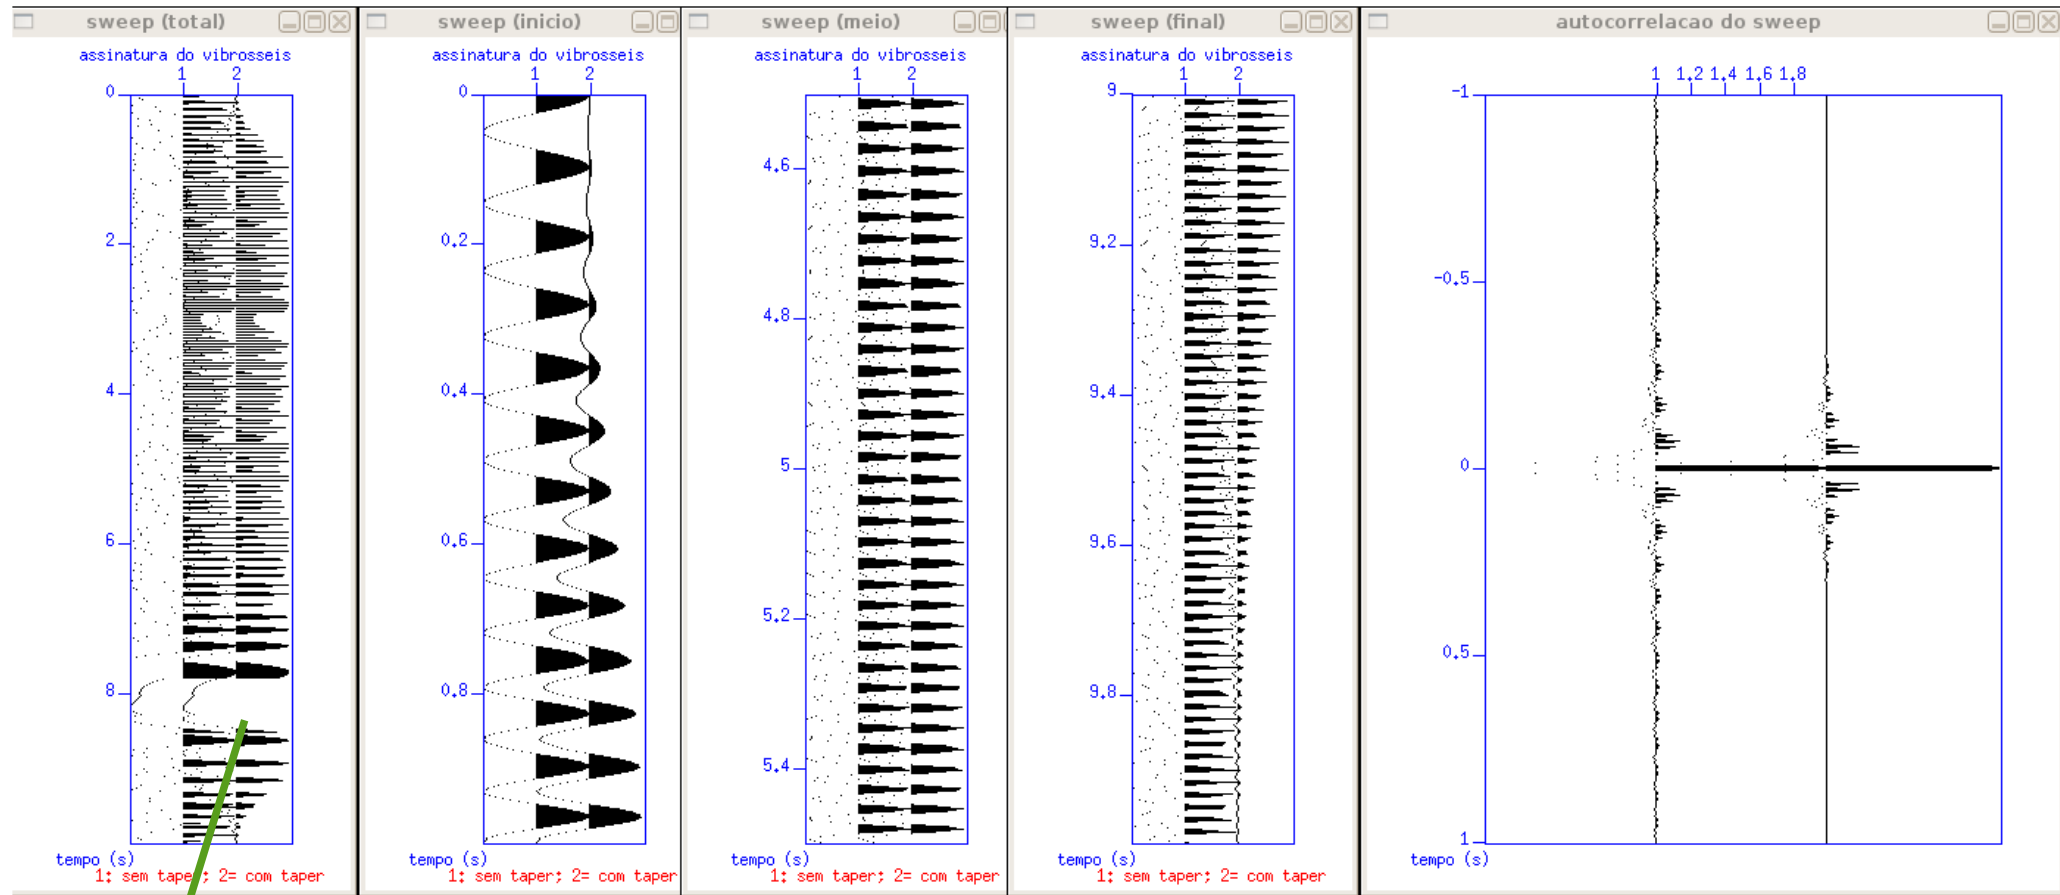 sweep (total)
assinatura do vibrosseis
1 2
0
2
4
6
8
tempo (s)
1: sem taper; 2= com taper
sweep (inicio)
assinatura do vibrosseis
1 2
0
0.2
0.4
0.6
0.8
tempo (s)
1: sem taper; 2= com taper
sweep (meio)
assinatura do vibrosseis
1 2
4.6
4.8
5
5.2
5.4
tempo (s)
1: sem taper; 2= com taper
sweep (final)
assinatura do vibrosseis
1 2
9
9.2
9.4
9.6
9.8
tempo (s)
1: sem taper; 2= com taper
autocorrelacao do sweep
1 1.2 1.4 1.6 1.8
-1
-0.5
0
0.5
1
tempo (s)